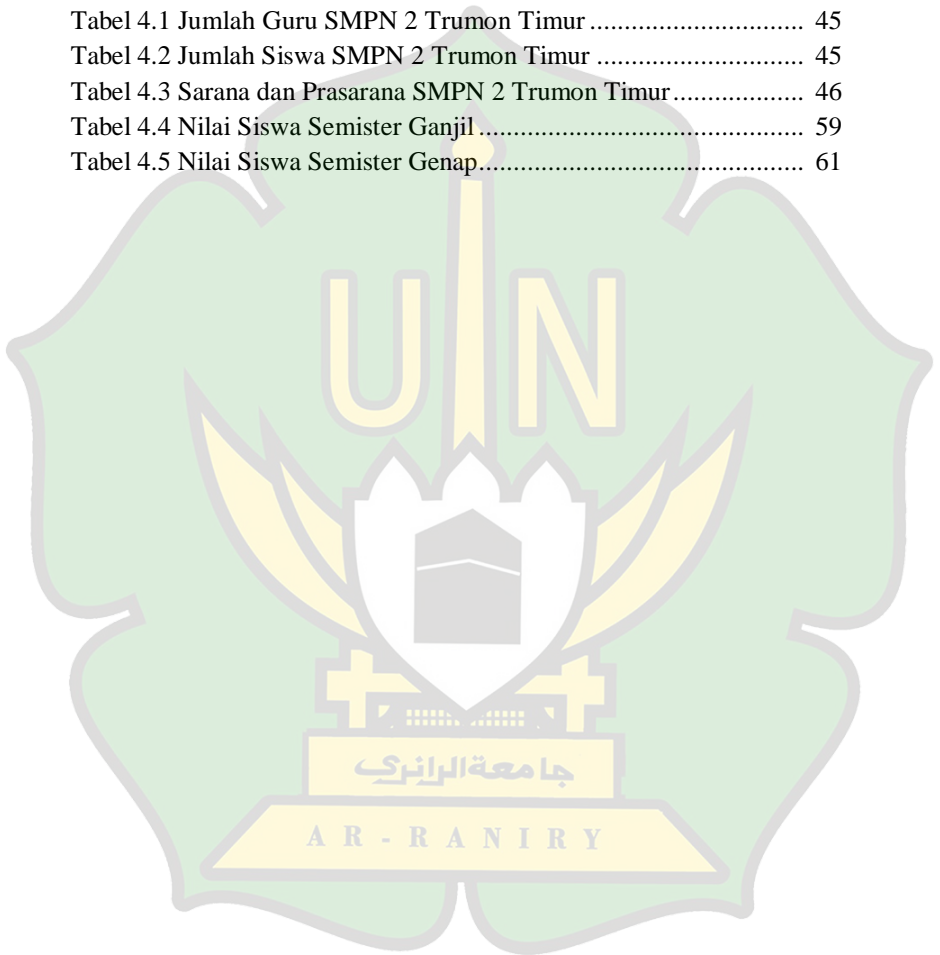 Tabel 4.1 Jumlah Guru SMPN 2 Trumon Timur .............................. 45
Tabel 4.2 Jumlah Siswa SMPN 2 Trumon Timur ............................. 45
Tabel 4.3 Sarana dan Prasarana SMPN 2 Trumon Timur ................... 46
Tabel 4.4 Nilai Siswa Semister Ganjil ............................................... 59
Tabel 4.5 Nilai Siswa Semister Genap ............................................... 61
UIN
جامعة الرانري
AR-RANIRY